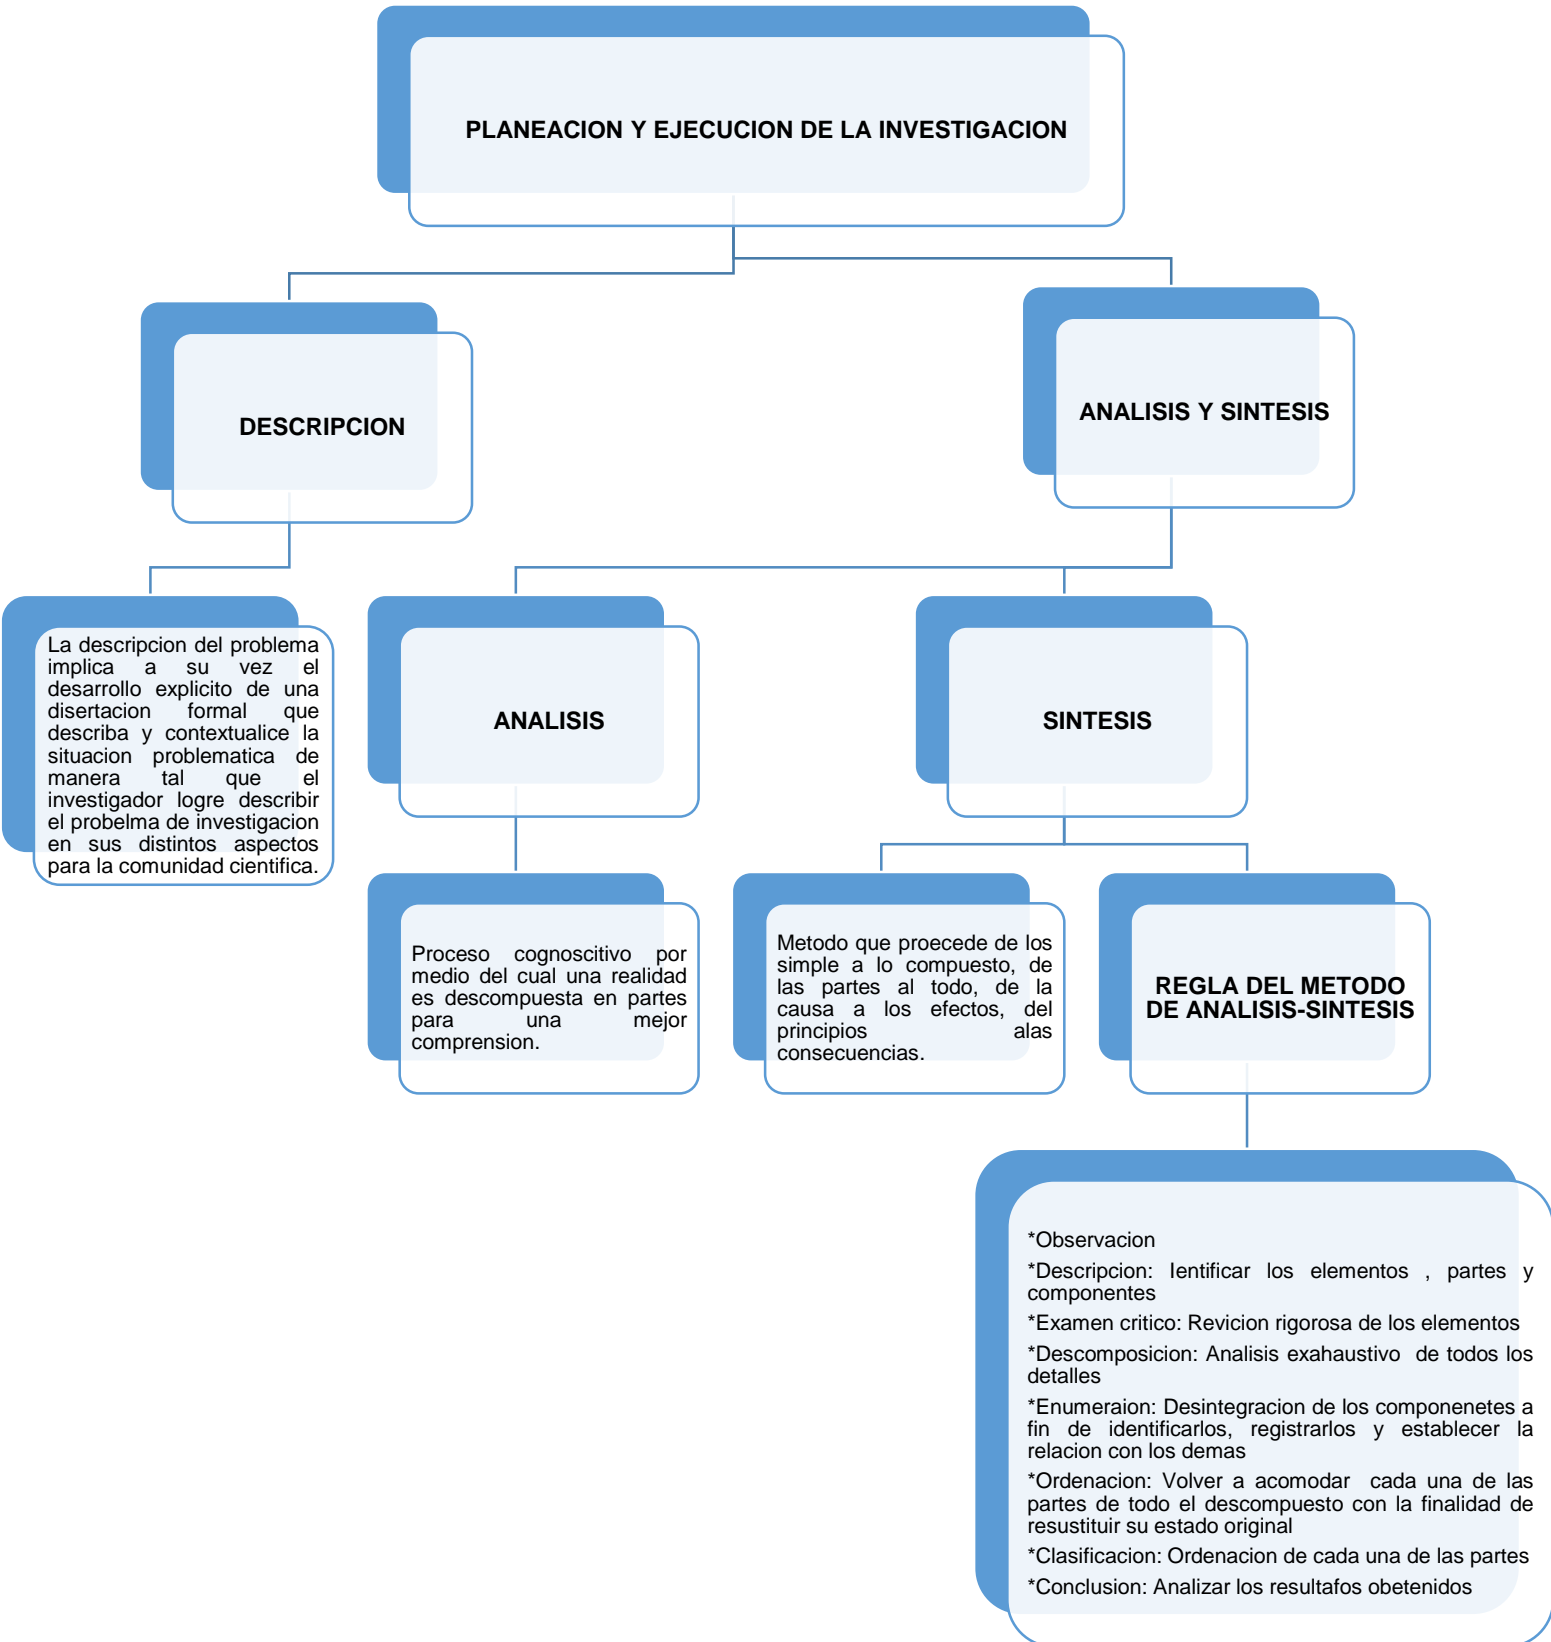 PLANEACION Y EJECUCION DE LA INVESTIGACION
DESCRIPCION
ANALISIS Y SINTESIS
La descripcion del problema
implica a su vez el
desarrollo explicito de una
disertacion formal que
describa y contextualice la
situacion problematica de
manera tal que el
investigador logre describir
el probelma de investigacion
en sus distintos aspectos
para la comunidad cientifica.
ANALISIS
SINTESIS
Proceso cognoscitivo por
medio del cual una realidad
es descompuesta en partes
para una mejor
comprension.
Metodo que proecede de los
simple a lo compuesto, de
las partes al todo, de la
causa a los efectos, del
principios alas
consecuencias.
REGLA DEL METODO
DE ANALISIS-SINTESIS
*Observacion
*Descripcion: Ientificar los elementos , partes y
componentes
*Examen critico: Revicion rigorosa de los elementos
*Descomposicion: Analisis exahaustivo de todos los
detalles
*Enumeraion: Desintegracion de los componenetes a
fin de identificarlos, registrarlos y establecer la
relacion con los demas
*Ordenacion: Volver a acomodar cada una de las
partes de todo el descompuesto con la finalidad de
resustituir su estado original
*Clasificacion: Ordenacion de cada una de las partes
*Conclusion: Analizar los resultafos obetenidos